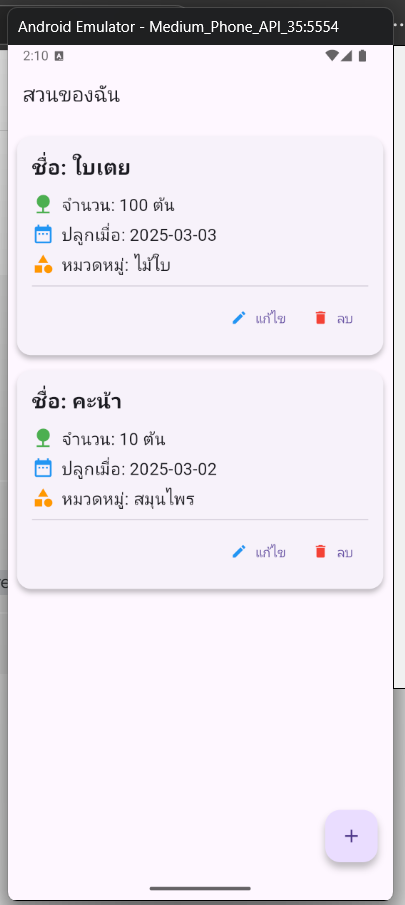 Android Emulator - Medium_Phone_API_35:5554
2:10 A
สวนของฉัน
ชื่อ: ใบเตย
จำนวน: 100 ต้น
ปลูกเมื่อ: 2025-03-03
หมวดหมู่: ไม้ใบ
แก้ไข ลบ
ชื่อ: คะน้า
จำนวน: 10 ต้น
ปลูกเมื่อ: 2025-03-02
หมวดหมู่: สมุนไพร
แก้ไข ลบ